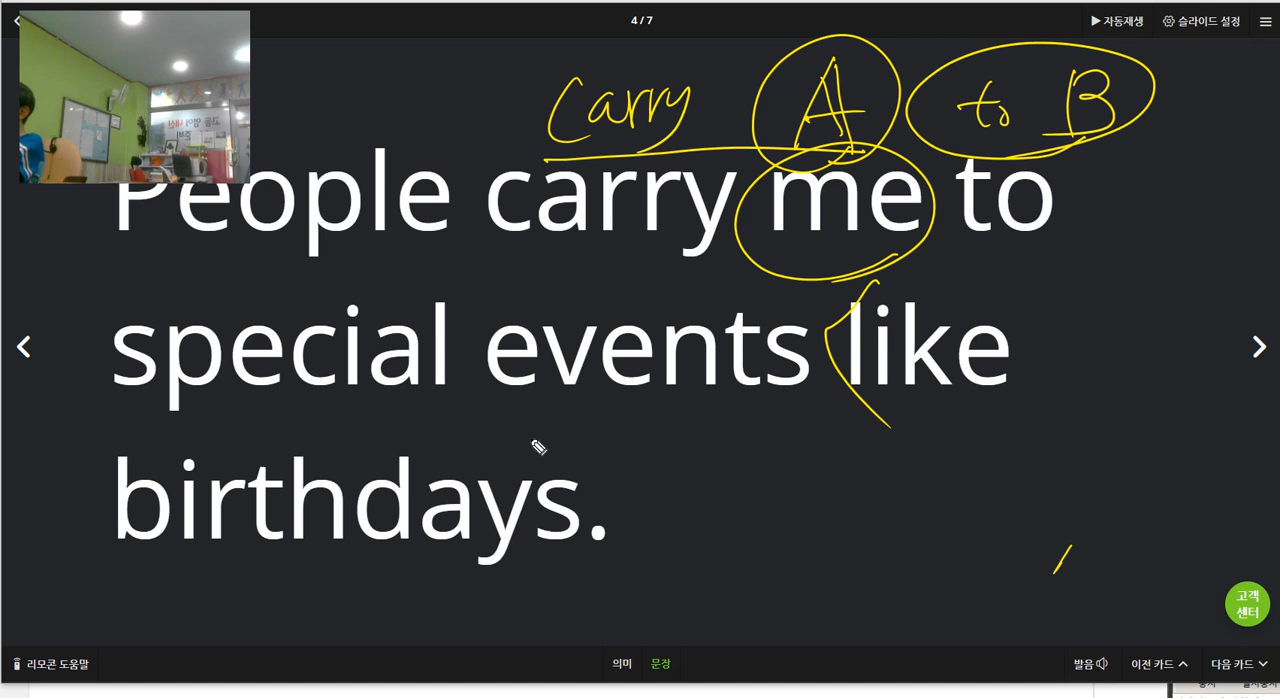 4 / 7
▶ 자동재생
슬라이드 설정
Carry A to B
People carry me to
special events like
birthdays.
고객
센터
리모콘 도움말
의미
문장
발음
이전 카드
다음 카드